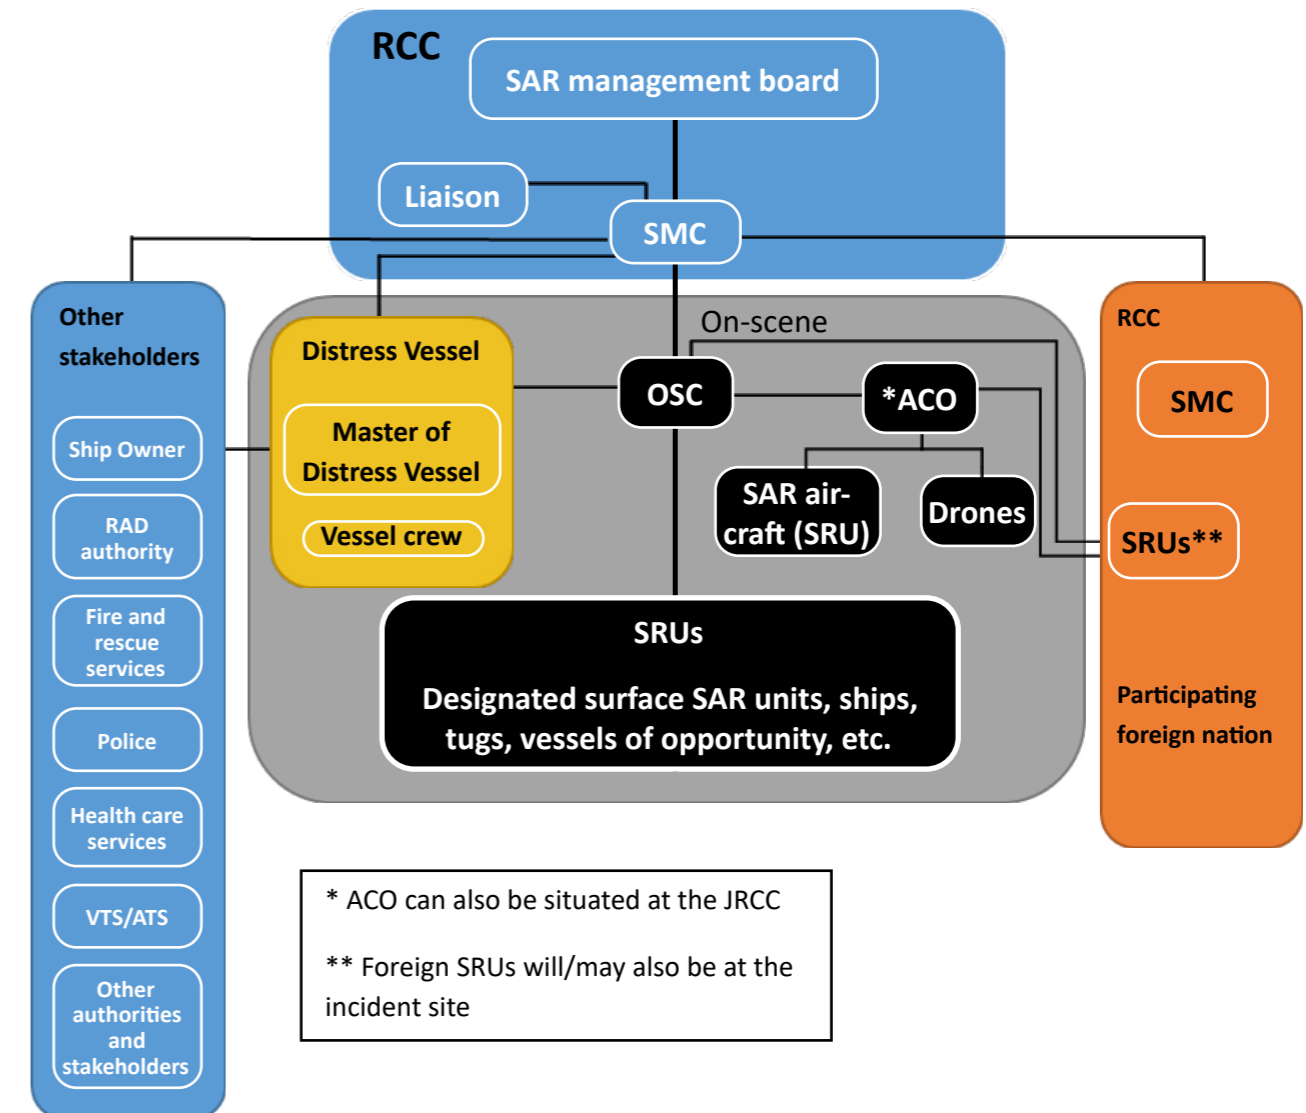 RCC
SAR management board
Liaison
SMC
Other
stakeholders
Ship Owner
RAD
authority
Fire and
rescue
services
Police
Health care
services
VTS/ATS
Other
authorities
and
stakeholders
On-scene
Distress Vessel
Master of
Distress Vessel
Vessel crew
OSC
*ACO
SAR air-
craft (SRU)
Drones
SRUs
Designated surface SAR units, ships,
tugs, vessels of opportunity, etc.
RCC
SMC
SRUs**
Participating
foreign nation
* ACO can also be situated at the JRCC
** Foreign SRUs will/may also be at the
incident site